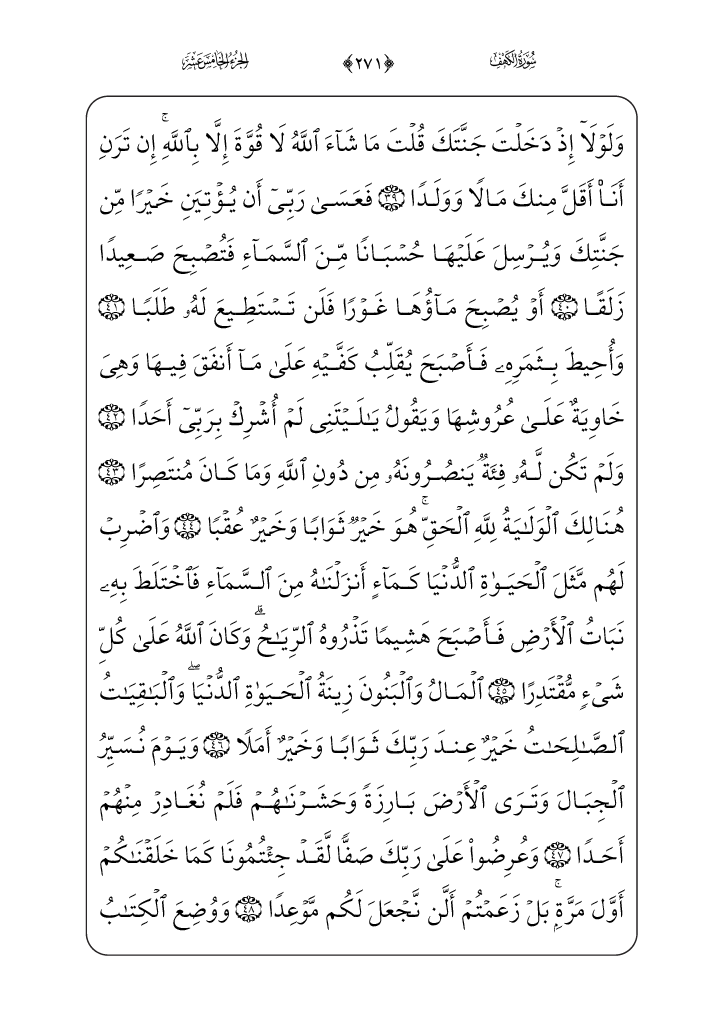 سُورَةُ الكَهْفِ ﴿٢٧١﴾ الجُزْءُ الخَامِسَ عَشَرَ
وَلَوۡلَآ إِذۡ دَخَلۡتَ جَنَّتَكَ قُلۡتَ مَا شَآءَ ٱللَّهُ لَا قُوَّةَ إِلَّا بِٱللَّهِۚ إِن تَرَنِ
أَنَا۠ أَقَلَّ مِنكَ مَالٗا وَوَلَدٗا ٣٩ فَعَسَىٰ رَبِّيٓ أَن يُؤۡتِيَنِ خَيۡرٗا مِّن
جَنَّتِكَ وَيُرۡسِلَ عَلَيۡهَا حُسۡبَانٗا مِّنَ ٱلسَّمَآءِ فَتُصۡبِحَ صَعِيدٗا
زَلَقًا ٤٠ أَوۡ يُصۡبِحَ مَآؤُهَا غَوۡرٗا فَلَن تَسۡتَطِيعَ لَهُۥ طَلَبٗا ٤١
وَأُحِيطَ بِثَمَرِهِۦ فَأَصۡبَحَ يُقَلِّبُ كَفَّيۡهِ عَلَىٰ مَآ أَنفَقَ فِيهَا وَهِيَ
خَاوِيَةٌ عَلَىٰ عُرُوشِهَا وَيَقُولُ يَٰلَيۡتَنِي لَمۡ أُشۡرِكۡ بِرَبِّيٓ أَحَدٗا ٤٢
وَلَمۡ تَكُن لَّهُۥ فِئَةٞ يَنصُرُونَهُۥ مِن دُونِ ٱللَّهِ وَمَا كَانَ مُنتَصِرًا ٤٣
هُنَالِكَ ٱلۡوَلَٰيَةُ لِلَّهِ ٱلۡحَقِّۚ هُوَ خَيۡرٞ ثَوَابٗا وَخَيۡرٌ عُقۡبٗا ٤٤ وَٱضۡرِبۡ
لَهُم مَّثَلَ ٱلۡحَيَوٰةِ ٱلدُّنۡيَا كَمَآءٍ أَنزَلۡنَٰهُ مِنَ ٱلسَّمَآءِ فَٱخۡتَلَطَ بِهِۦ
نَبَاتُ ٱلۡأَرۡضِ فَأَصۡبَحَ هَشِيمٗا تَذۡرُوهُ ٱلرِّيَٰحُۗ وَكَانَ ٱللَّهُ عَلَىٰ كُلِّ
شَيۡءٖ مُّقۡتَدِرًا ٤٥ ٱلۡمَالُ وَٱلۡبَنُونَ زِينَةُ ٱلۡحَيَوٰةِ ٱلدُّنۡيَاۖ وَٱلۡبَٰقِيَٰتُ
ٱلصَّٰلِحَٰتُ خَيۡرٌ عِندَ رَبِّكَ ثَوَابٗا وَخَيۡرٌ أَمَلٗا ٤٦ وَيَوۡمَ نُسَيِّرُ
ٱلۡجِبَالَ وَتَرَى ٱلۡأَرۡضَ بَارِزَةٗ وَحَشَرۡنَٰهُمۡ فَلَمۡ نُغَادِرۡ مِنۡهُمۡ
أَحَدٗا ٤٧ وَعُرِضُواْ عَلَىٰ رَبِّكَ صَفّٗا لَّقَدۡ جِئۡتُمُونَا كَمَا خَلَقۡنَٰكُمۡ
أَوَّلَ مَرَّةِۭۚ بَلۡ زَعَمۡتُمۡ أَلَّن نَّجۡعَلَ لَكُم مَّوۡعِدٗا ٤٨ وَوُضِعَ ٱلۡكِتَٰبُ